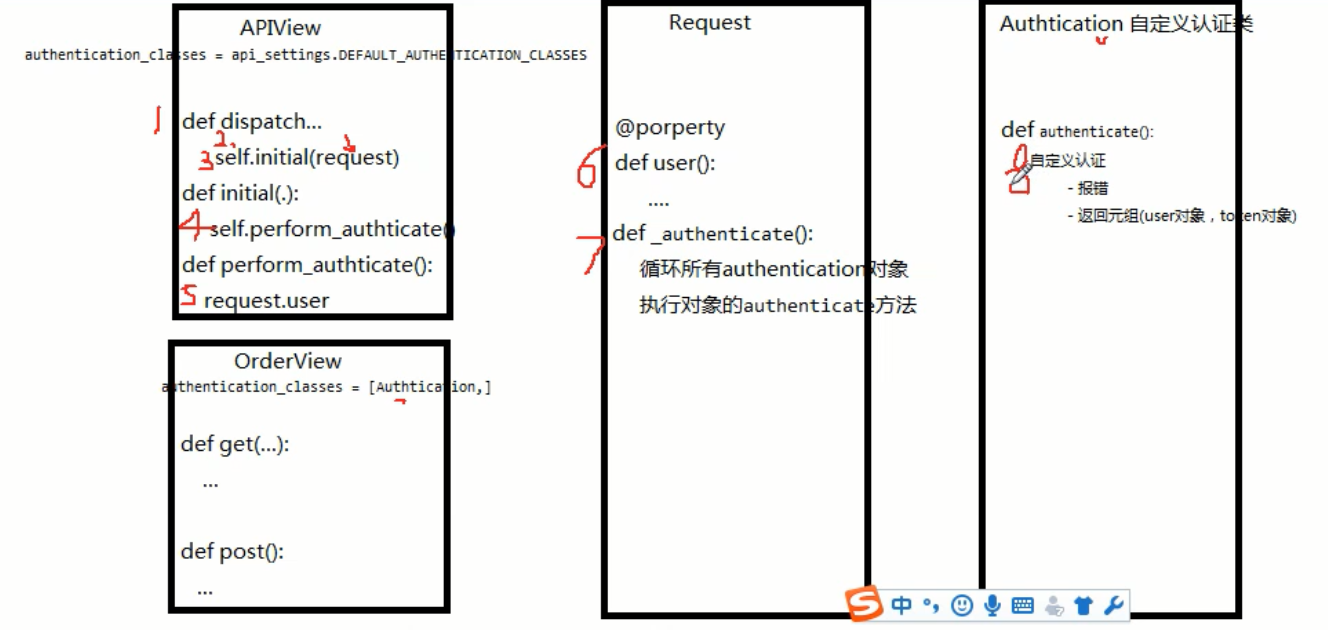 APIView
authentication_classes = api_settings.DEFAULT_AUTHENTICATION_CLASSES
1 def dispatch...
2.
3 self.initial(request)
def initial(.):
4 self.perform_authticate()
def perform_authticate():
5 request.user
OrderView
authentication_classes = [Authtication,]
def get(...):
...
def post():
...
Request
@porperty
6 def user():
....
7 def _authenticate():
循环所有authentication对象
执行对象的authenticate方法
Authtication 自定义认证类
def authenticate():
8 自定义认证
- 报错
- 返回元组(user对象，token对象)
S 中 °,